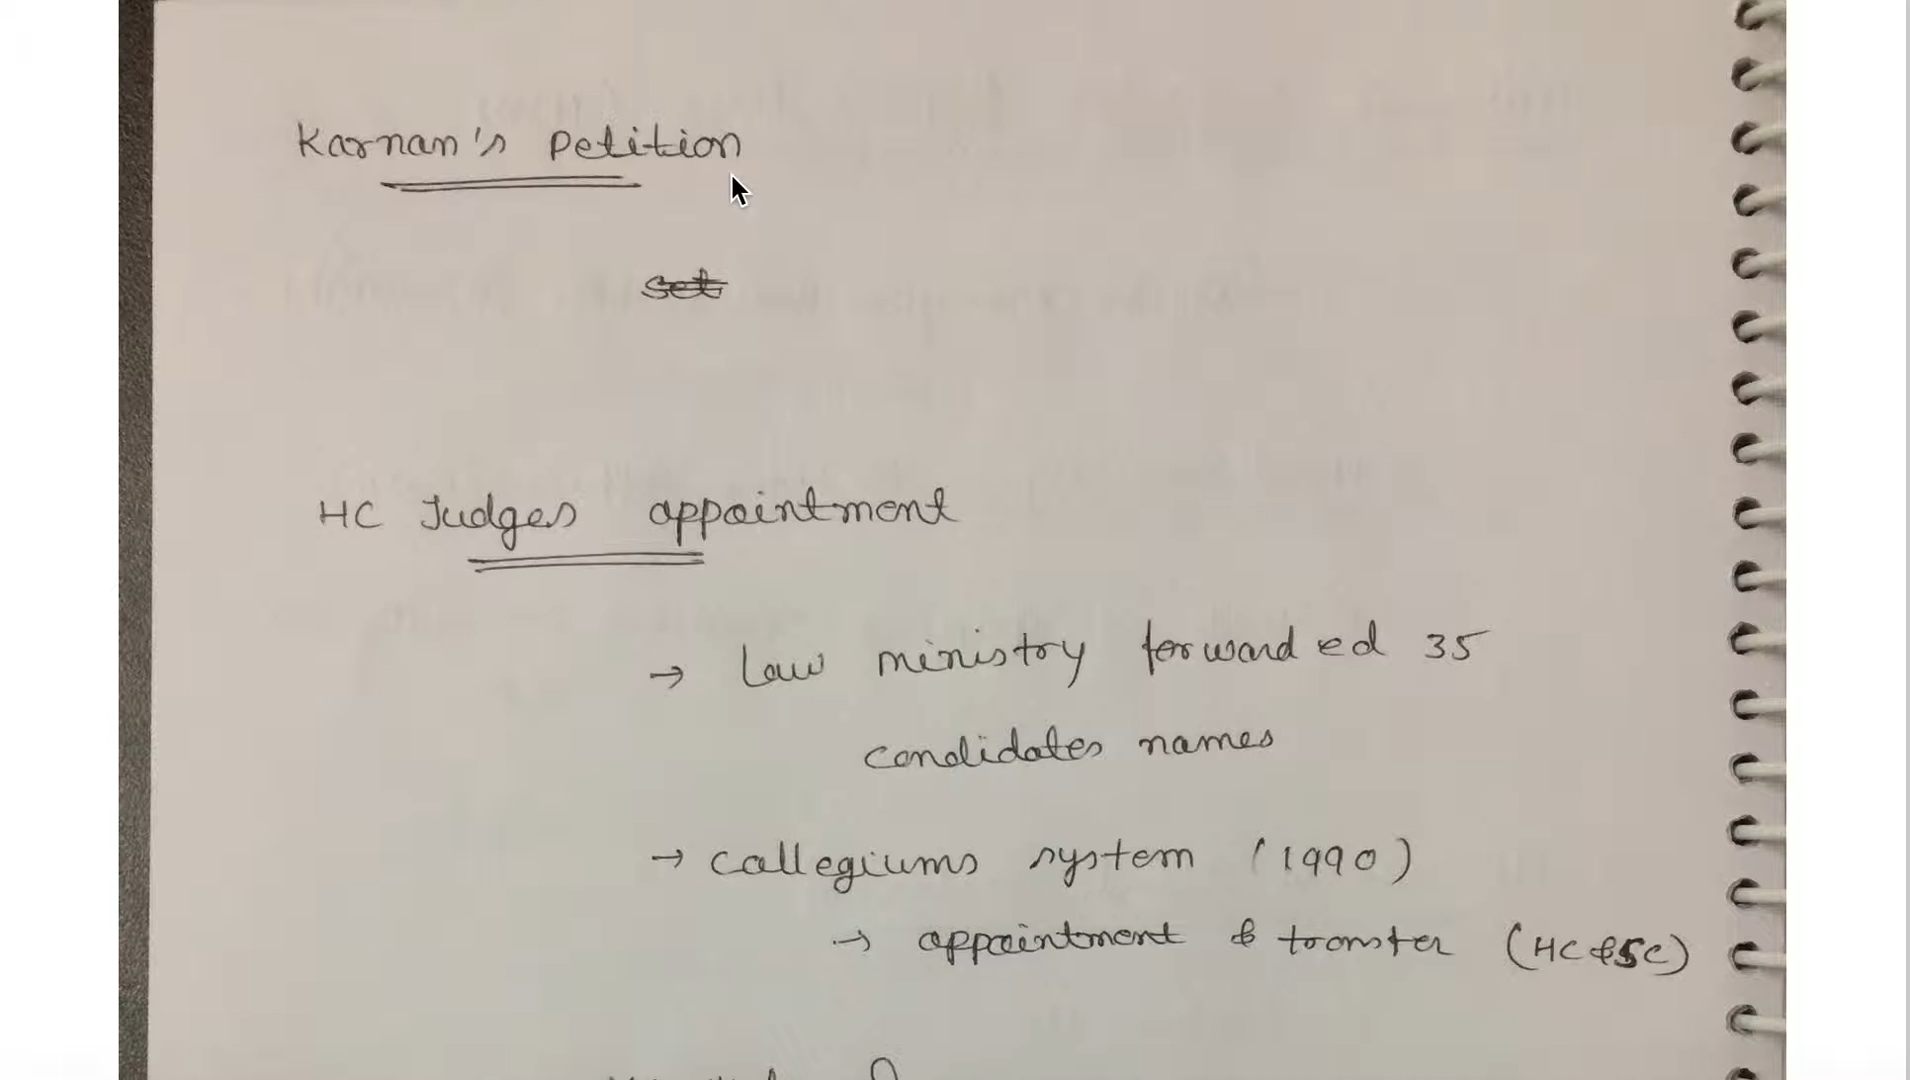 Karnan's Petition
set
HC Judges appointment
→ Law ministry forwarded 35
candidates names
→ collegiums system (1990)
→ appointment & transfer (HC & SC)